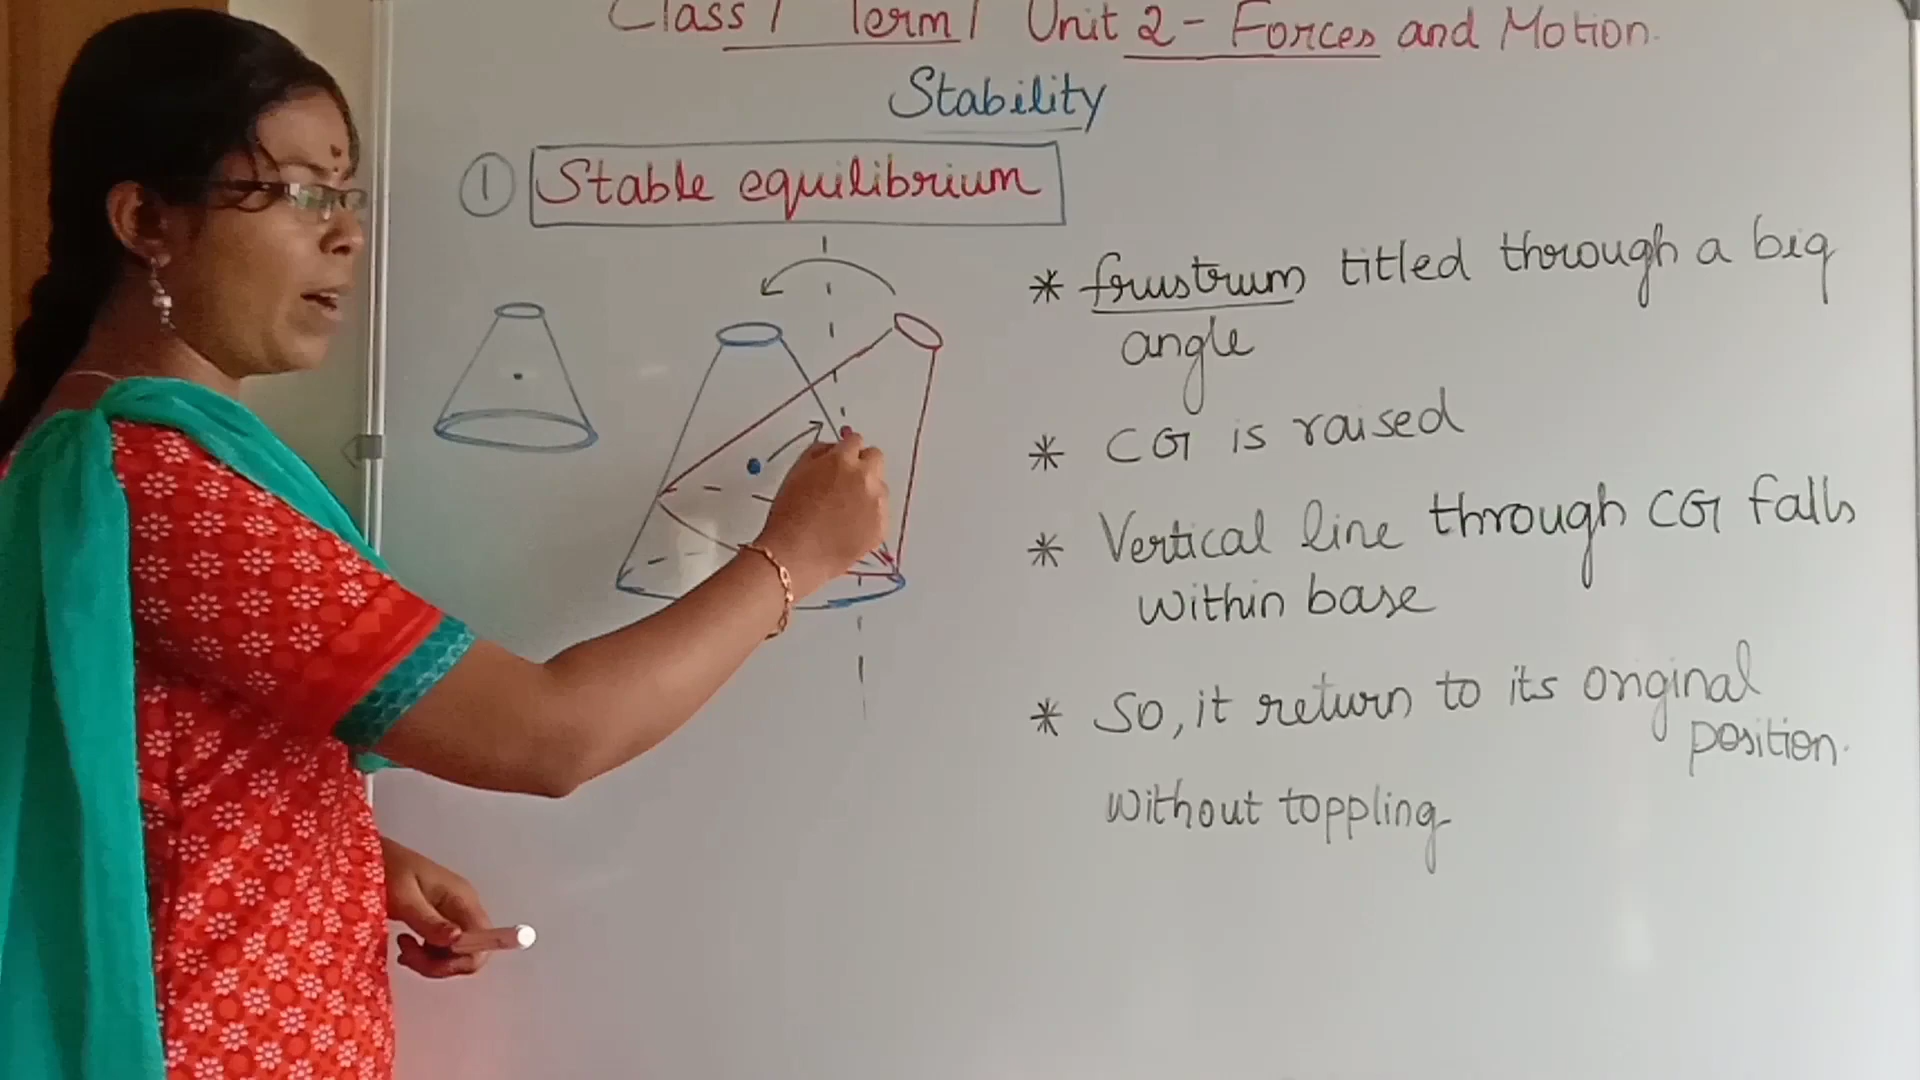 Class 7 Term 1 Unit 2 - Forces and Motion.
Stability
① Stable equilibrium
* frustrum titled through a big
angle
* CG is raised
* Vertical line through CG falls
within base
* So, it return to its original
position.
without toppling